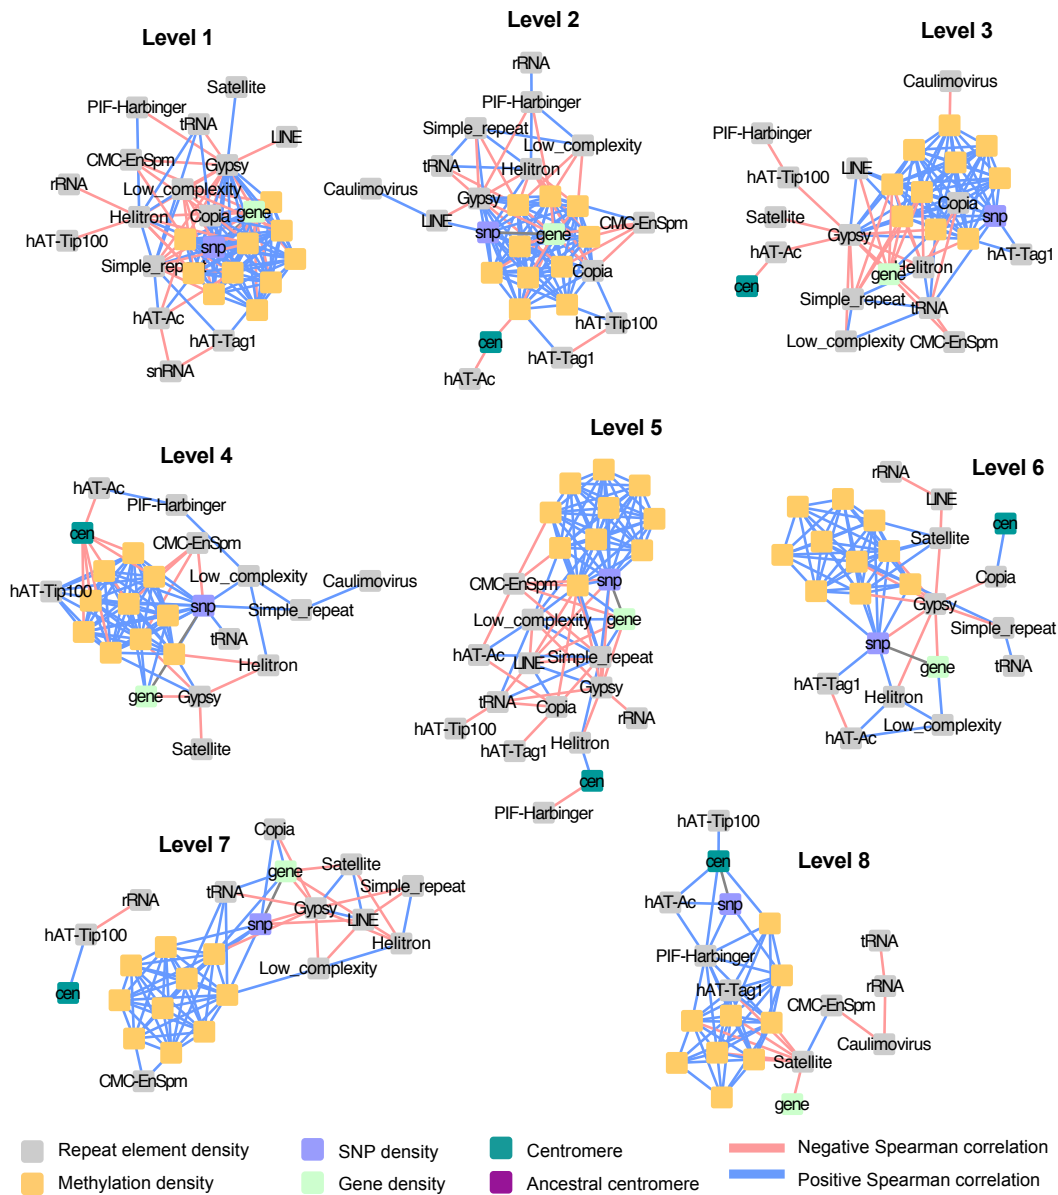 Level 1
Satellite
PIF-Harbinger
tRNA
LINE
CMC-EnSpm
Gypsy
rRNA
Low_complexity
Helitron
Copia
gene
hAT-Tip100
snp
Simple_repeat
hAT-Ac
hAT-Tag1
snRNA
Level 2
rRNA
PIF-Harbinger
Simple_repeat
Low_complexity
tRNA
Helitron
Caulimovirus
Gypsy
LINE
CMC-EnSpm
snp
gene
Copia
hAT-Tip100
cen
hAT-Tag1
hAT-Ac
Level 3
Caulimovirus
PIF-Harbinger
LINE
hAT-Tip100
Copia
Satellite
snp
Gypsy
hAT-Ac
hAT-Tag1
Helitron
gene
cen
Simple_repeat
tRNA
Low_complexity
CMC-EnSpm
Level 4
hAT-Ac
PIF-Harbinger
cen
CMC-EnSpm
Low_complexity
Caulimovirus
hAT-Tip100
snp
Simple_repeat
tRNA
Helitron
gene
Gypsy
Satellite
Level 5
CMC-EnSpm
snp
Low_complexity
gene
hAT-Ac
LINE
Simple_repeat
Gypsy
tRNA
Copia
rRNA
hAT-Tip100
hAT-Tag1
Helitron
cen
PIF-Harbinger
Level 6
rRNA
LINE
cen
Satellite
Copia
Gypsy
Simple_repeat
snp
gene
tRNA
hAT-Tag1
Helitron
Low_complexity
hAT-Ac
Level 7
Copia
gene
Satellite
tRNA
Simple_repeat
rRNA
Gypsy
LINE
snp
hAT-Tip100
Helitron
Low_complexity
cen
CMC-EnSpm
Level 8
hAT-Tip100
cen
hAT-Ac
snp
tRNA
PIF-Harbinger
hAT-Tag1
rRNA
CMC-EnSpm
Caulimovirus
Satellite
gene
Repeat element density
SNP density
Centromere
Negative Spearman correlation
Methylation density
Gene density
Ancestral centromere
Positive Spearman correlation